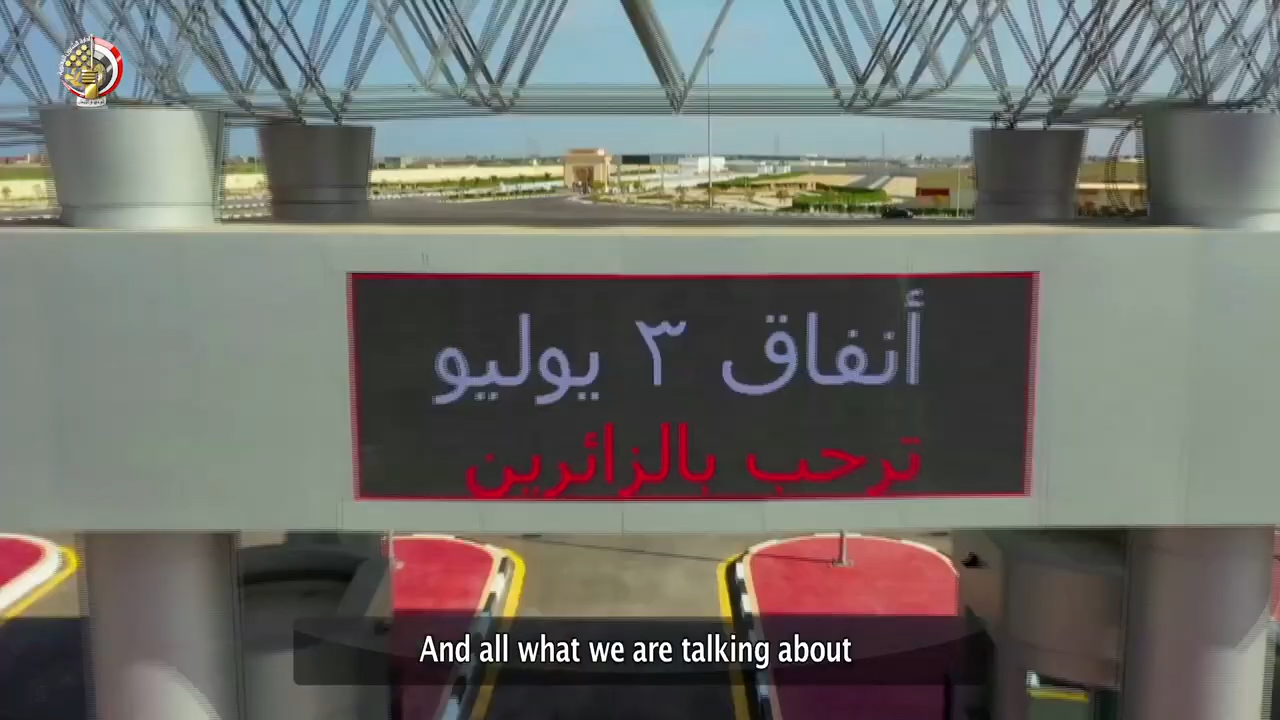 أنفاق ٣ يوليو
ترحب بالزائرين
And all what we are talking about